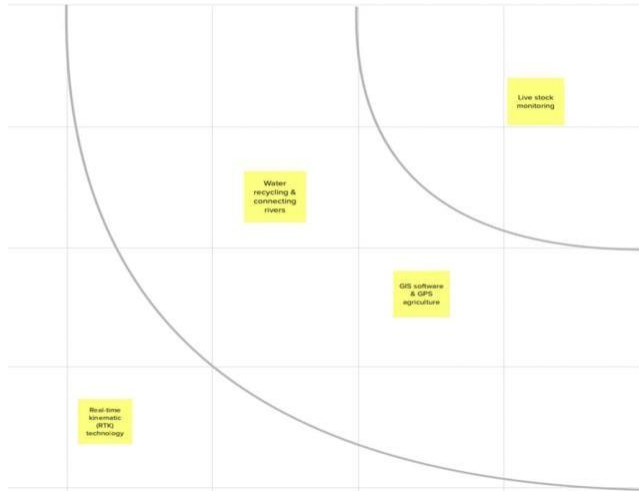 Live stock
monitoring
Water
recycling &
connecting
rivers
GIS software
& GPS
agriculture
Real-time
kinematic
(RTK)
technology